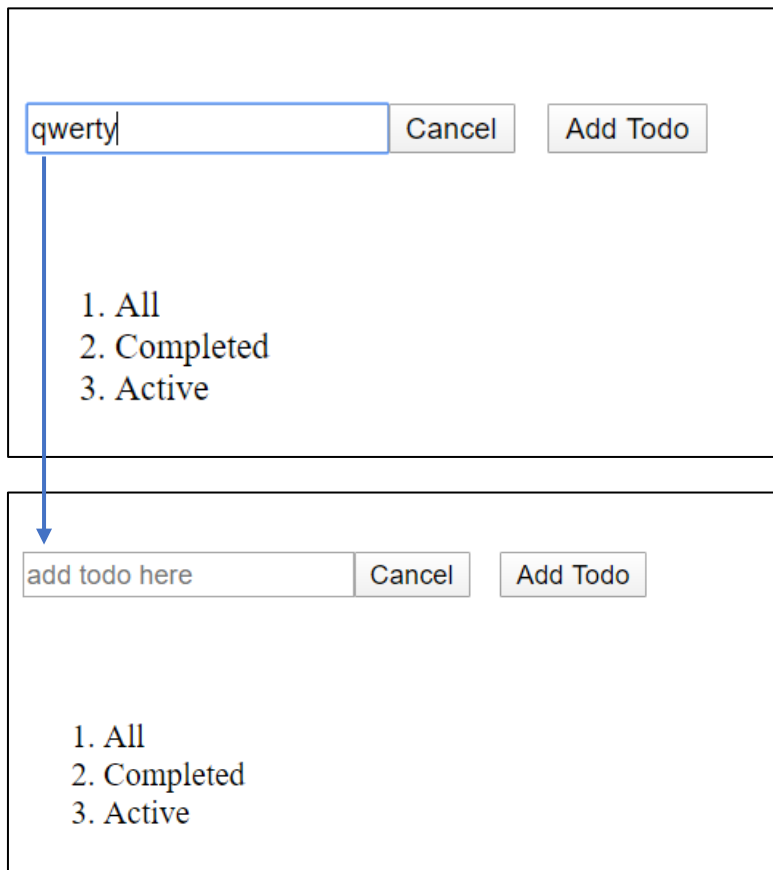 qwerty Cancel Add Todo
1. All
2. Completed
3. Active
add todo here Cancel Add Todo
1. All
2. Completed
3. Active